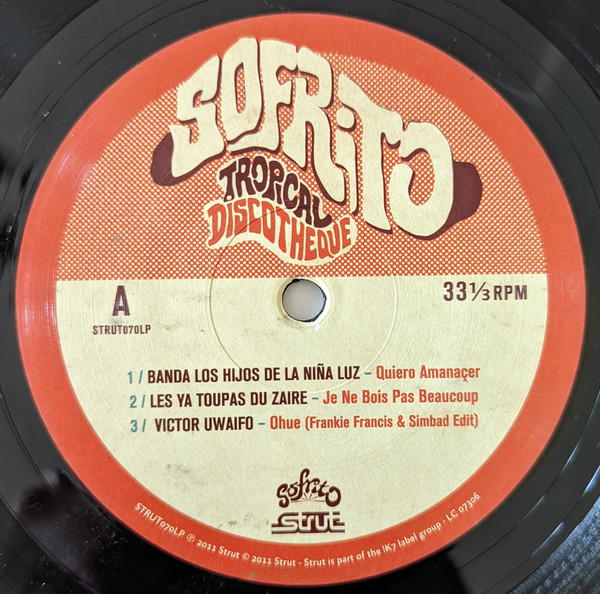 SOFRITO
TROPICAL
DISCOTHEQUE
A
STRUT070LP
33 1/3 RPM
1 / BANDA LOS HIJOS DE LA NIÑA LUZ – Quiero Amanaçer
2 / LES YA TOUPAS DU ZAIRE – Je Ne Bois Pas Beaucoup
3 / VICTOR UWAIFO – Ohue (Frankie Francis & Simbad Edit)
sofrito
Strut
STRUT070LP ℗ 2011 Strut © 2011 Strut - Strut is part of the !K7 label group - LC 07306